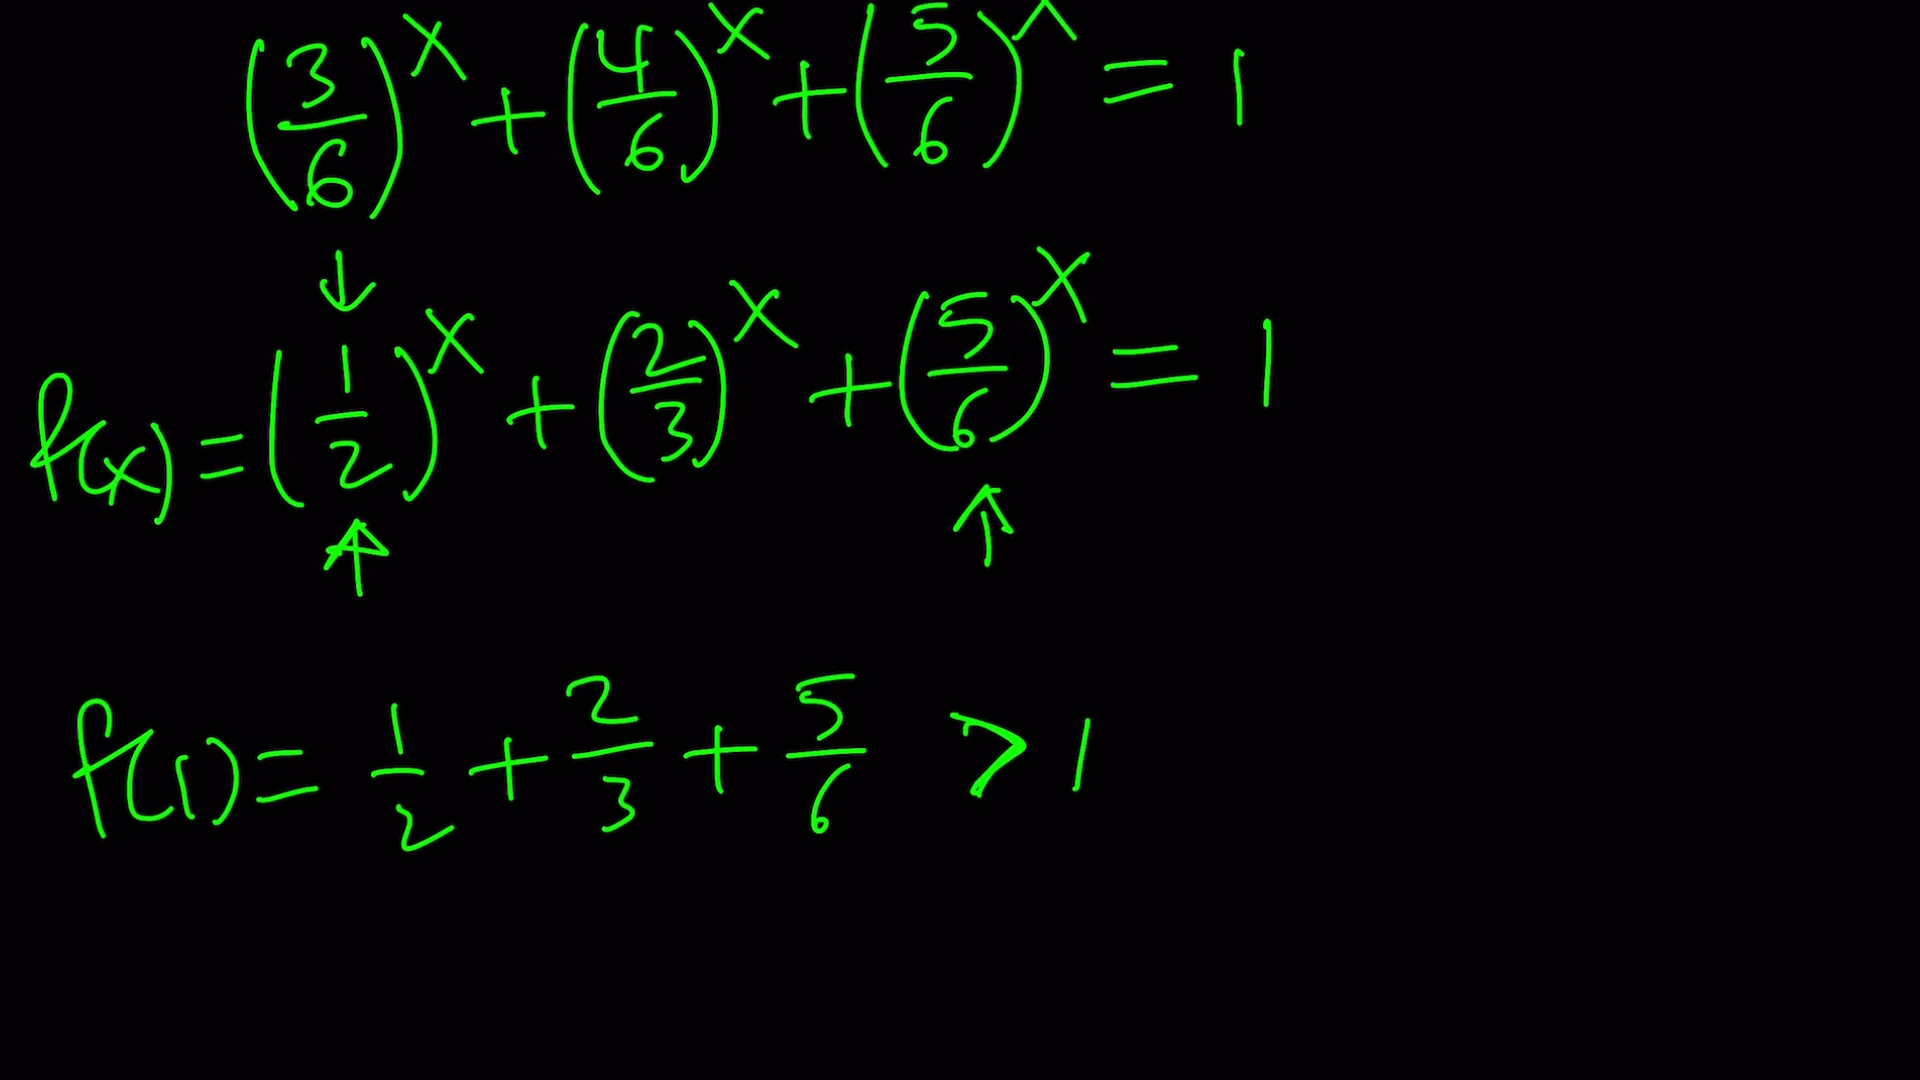 (3/6)^x + (4/6)^x + (5/6)^x = 1
↓
f(x) = (1/2)^x + (2/3)^x + (5/6)^x = 1
↑ ↑
f(1) = 1/2 + 2/3 + 5/6 > 1